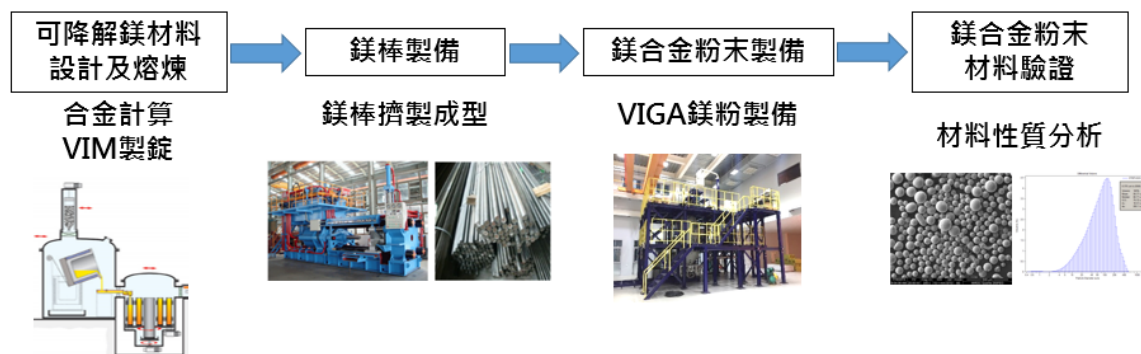 可降解鎂材料
設計及熔煉
鎂棒製備
鎂合金粉末製備
鎂合金粉末
材料驗證
合金計算
VIM製錠
鎂棒擠製成型
VIGA鎂粉製備
材料性質分析